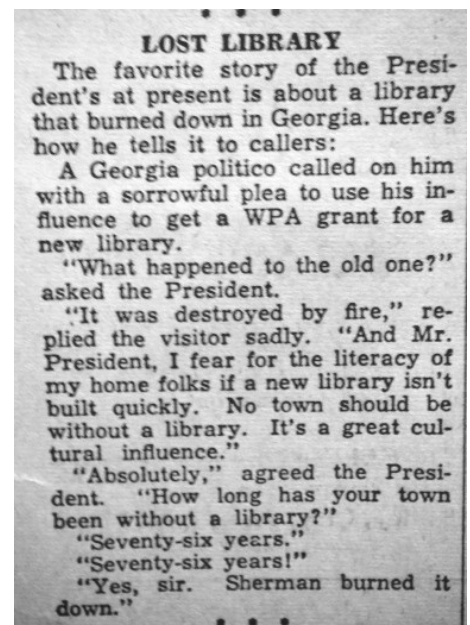 LOST LIBRARY
The favorite story of the Presi-
dent's at present is about a library
that burned down in Georgia. Here's
how he tells it to callers:
A Georgia politico called on him
with a sorrowful plea to use his in-
fluence to get a WPA grant for a
new library.
"What happened to the old one?"
asked the President.
"It was destroyed by fire," re-
plied the visitor sadly. "And Mr.
President, I fear for the literacy of
my home folks if a new library isn't
built quickly. No town should be
without a library. It's a great cul-
tural influence."
"Absolutely," agreed the Presi-
dent. "How long has your town
been without a library?"
"Seventy-six years."
"Seventy-six years!"
"Yes, sir. Sherman burned it
down."